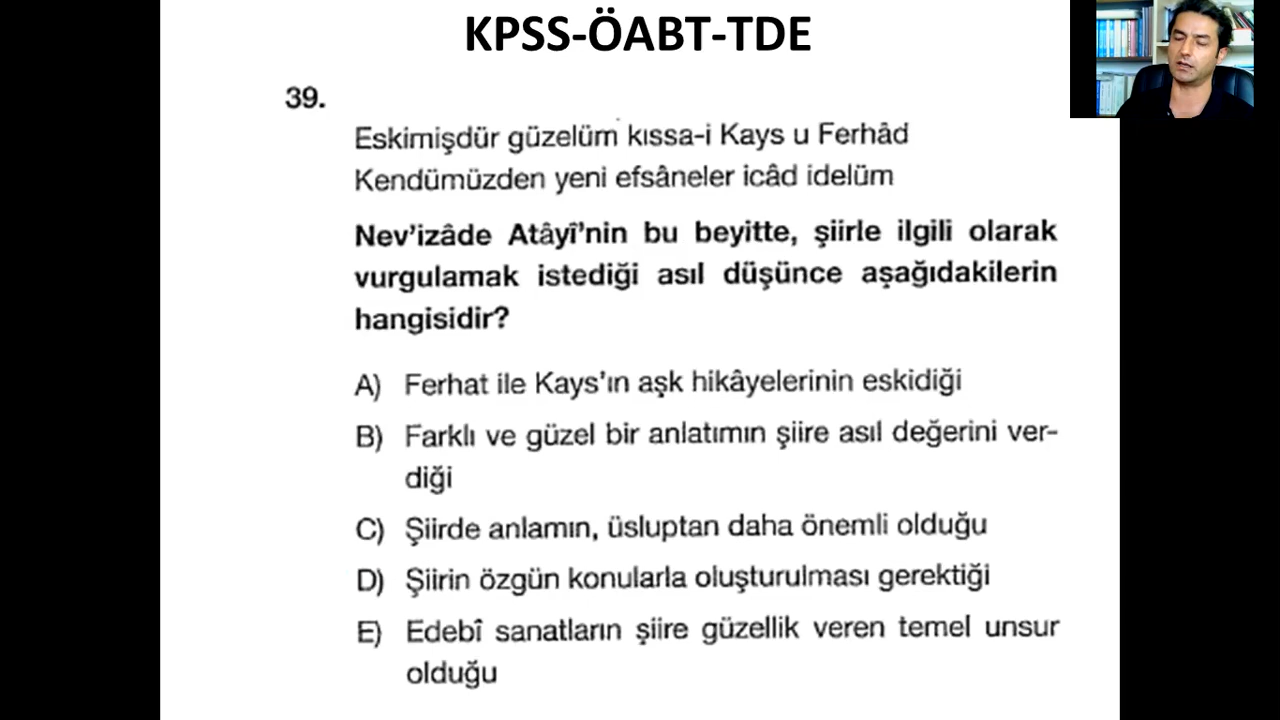 KPSS-ÖABT-TDE
39.
Eskimişdür güzelüm kıssa-i Kays u Ferhâd
Kendümüzden yeni efsâneler icâd idelüm
Nev'izâde Atâyî'nin bu beyitte, şiirle ilgili olarak
vurgulamak istediği asıl düşünce aşağıdakilerin
hangisidir?
A) Ferhat ile Kays'ın aşk hikâyelerinin eskidiği
B) Farklı ve güzel bir anlatımın şiire asıl değerini ver-
diği
C) Şiirde anlamın, üsluptan daha önemli olduğu
D) Şiirin özgün konularla oluşturulması gerektiği
E) Edebî sanatların şiire güzellik veren temel unsur
olduğu